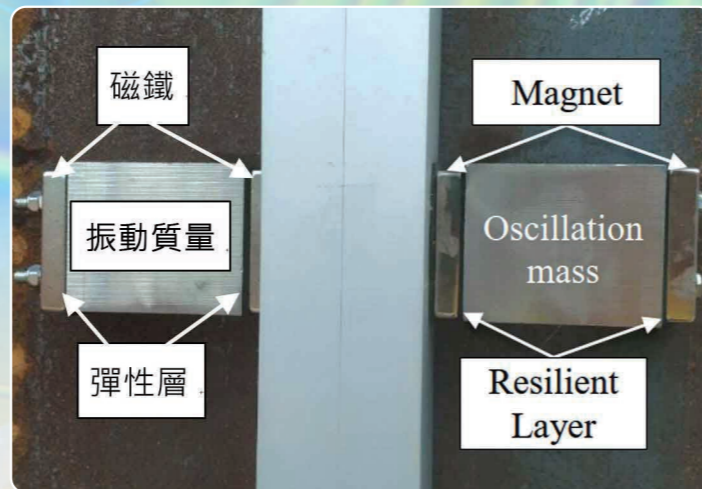 磁鐵
振動質量
彈性層
Magnet
Oscillation
mass
Resilient
Layer